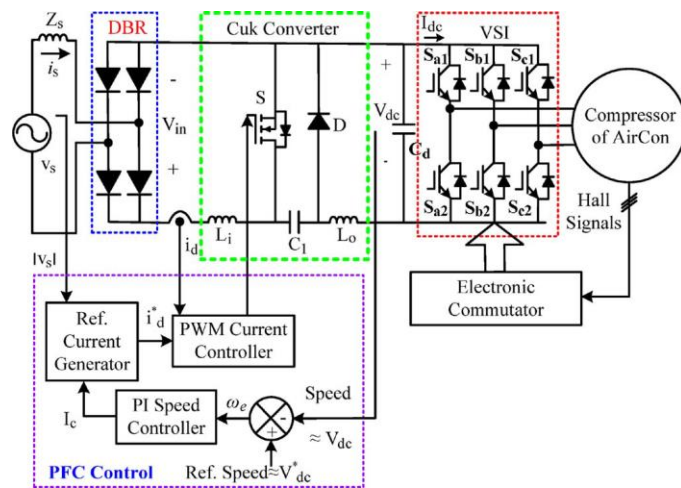 Z_s
DBR
Cuk Converter
I_dc
VSI
i_s
-
V_in
+
v_s
S
D
+
V_dc
C_d
-
S_a1
S_b1
S_c1
S_a2
S_b2
S_c2
Compressor
of AirCon
Hall
Signals
L_i
C_1
L_o
i_d
|v_s|
Electronic
Commutator
Ref.
Current
Generator
i*_d
PWM Current
Controller
I_c
PI Speed
Controller
ω_e
-
+
Speed
≈ V_dc
Ref. Speed≈V*_dc
PFC Control